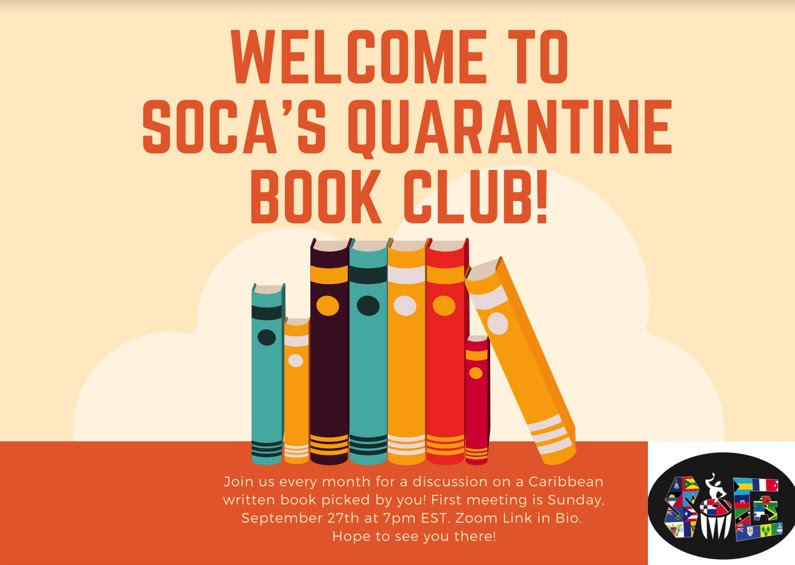 WELCOME TO
SOCA'S QUARANTINE
BOOK CLUB!
Join us every month for a discussion on a Caribbean
written book picked by you! First meeting is Sunday,
September 27th at 7pm EST. Zoom Link in Bio.
Hope to see you there!